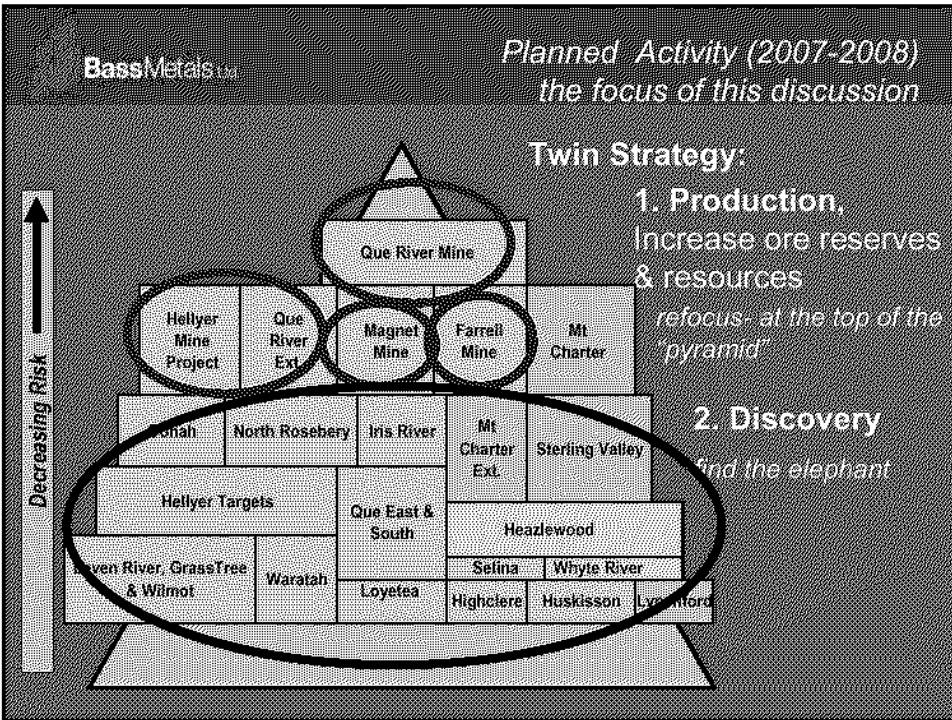 BassMetals Ltd
Planned Activity (2007-2008)
the focus of this discussion
Twin Strategy:
1. Production,
Increase ore reserves
& resources
refocus- at the top of the
"pyramid"
2. Discovery
find the elephant
Decreasing Risk
Que River Mine
Hellyer
Mine
Project
Que
River
Ext.
Magnet
Mine
Farrell
Mine
Mt
Charter
North Rosebery
Iris River
Mt
Charter
Ext.
Sterling Valley
Hellyer Targets
Que East &
South
Heazlewood
River, GrassTree
& Wilmot
Waratah
Selina
Whyte River
Loyetea
Highclere
Huskisson